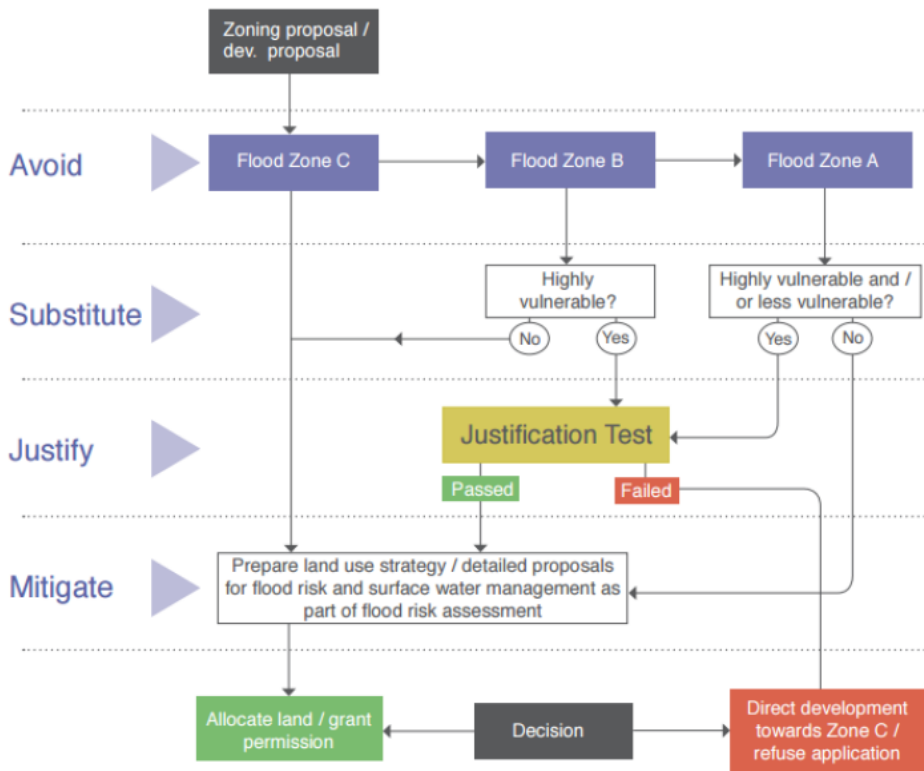 Zoning proposal /
dev. proposal
Avoid
Flood Zone C
Flood Zone B
Flood Zone A
Substitute
Highly
vulnerable?
Highly vulnerable and /
or less vulnerable?
No
Yes
Yes
No
Justify
Justification Test
Passed
Failed
Mitigate
Prepare land use strategy / detailed proposals
for flood risk and surface water management as
part of flood risk assessment
Allocate land / grant
permission
Decision
Direct development
towards Zone C /
refuse application